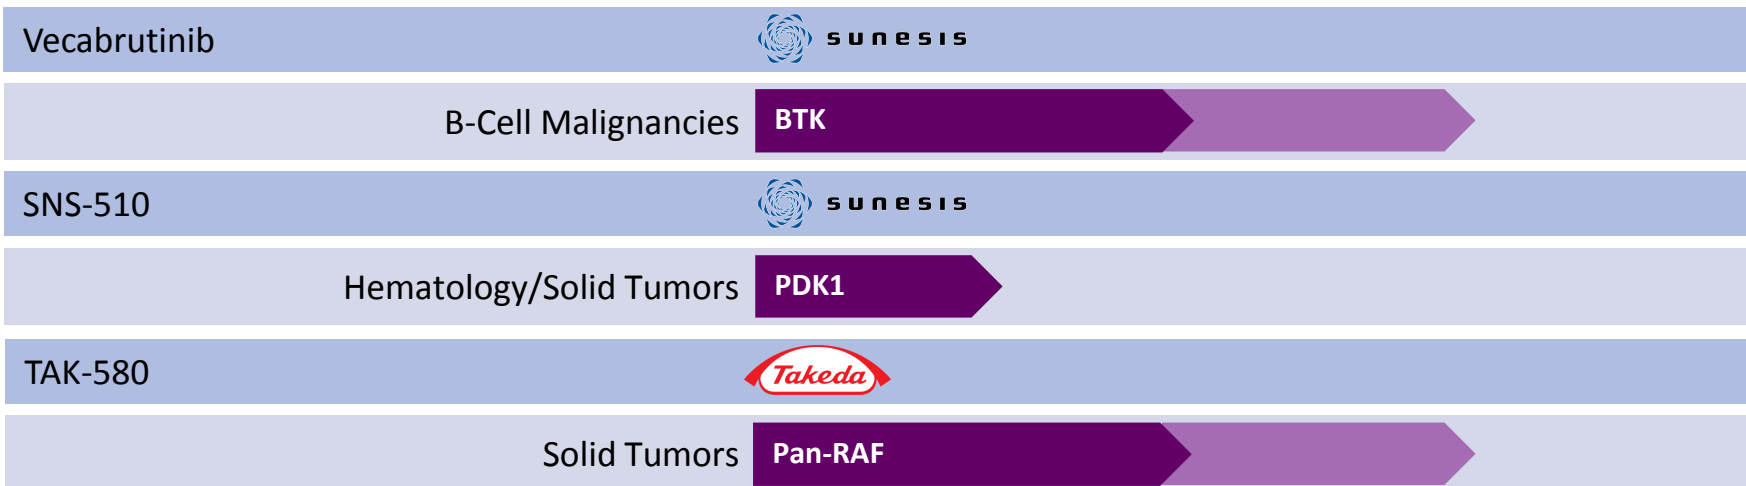 Vecabrutinib
sunesis
B-Cell Malignancies
BTK
SNS-510
sunesis
Hematology/Solid Tumors
PDK1
TAK-580
Takeda
Solid Tumors
Pan-RAF